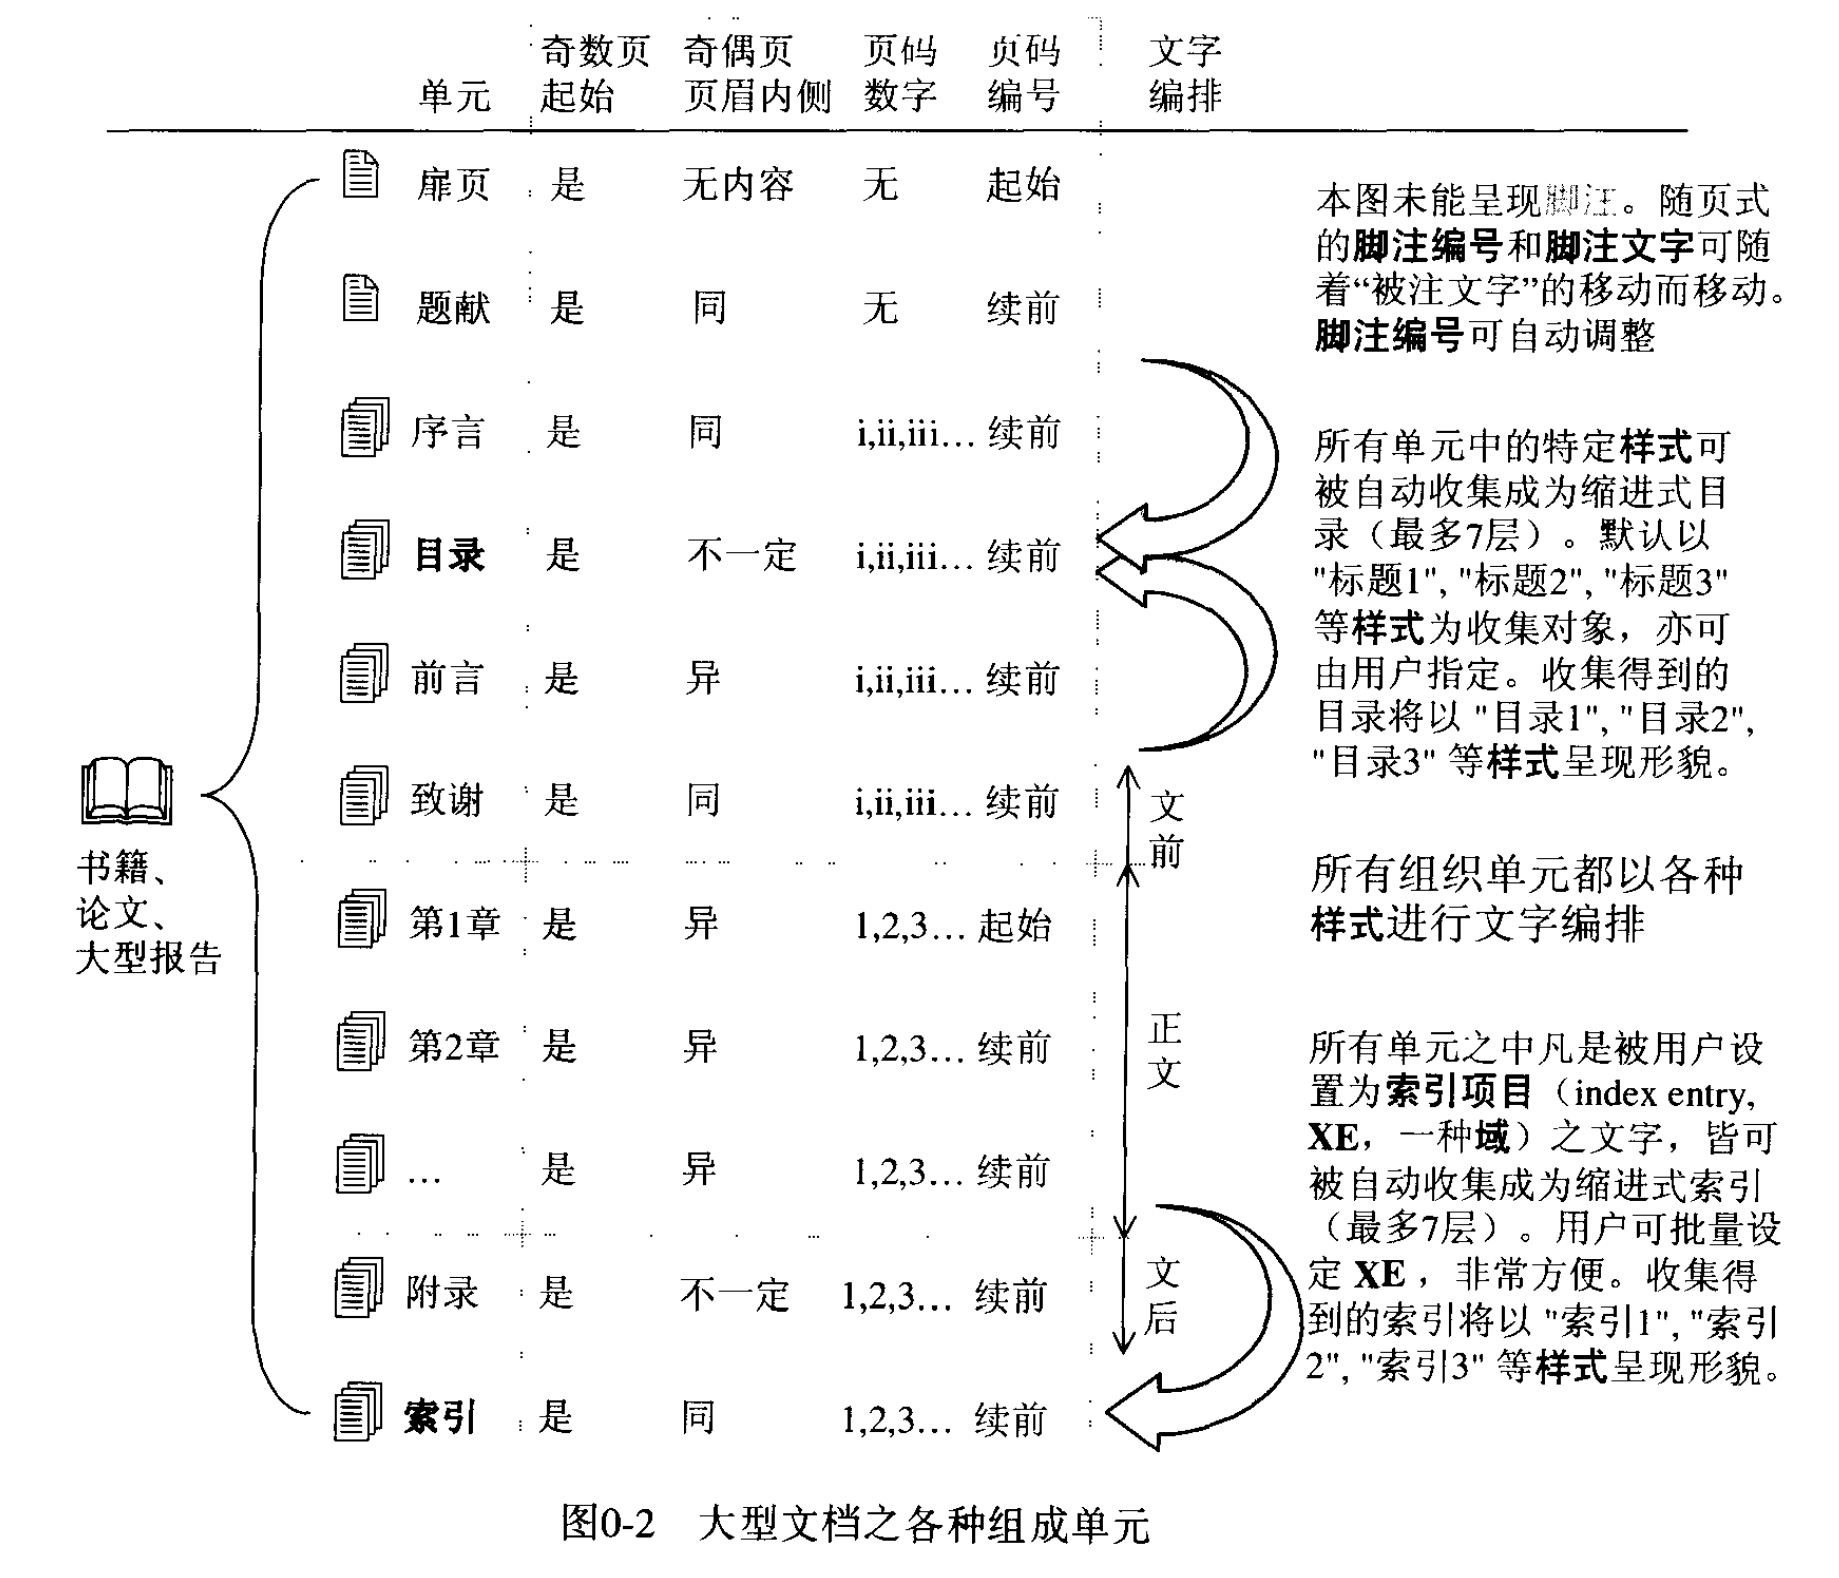 奇数页 奇偶页 页码 页码 文字
单元 起始 页眉内侧 数字 编号 编排
扉页 是 无内容 无 起始
题献 是 同 无 续前
序言 是 同 i,ii,iii… 续前
目录 是 不一定 i,ii,iii… 续前
前言 是 异 i,ii,iii… 续前
致谢 是 同 i,ii,iii… 续前
第1章 是 异 1,2,3… 起始
第2章 是 异 1,2,3… 续前
… 是 异 1,2,3… 续前
附录 是 不一定 1,2,3… 续前
索引 是 同 1,2,3… 续前
书籍、
论文、
大型报告
文前
正文
文后
本图未能呈现脚注。随页式
的脚注编号和脚注文字可随
着“被注文字”的移动而移动。
脚注编号可自动调整
所有单元中的特定样式可
被自动收集成为缩进式目
录（最多7层）。默认以
"标题1", "标题2", "标题3"
等样式为收集对象，亦可
由用户指定。收集得到的
目录将以 "目录1", "目录2",
"目录3" 等样式呈现形貌。
所有组织单元都以各种
样式进行文字编排
所有单元之中凡是被用户设
置为索引项目（index entry,
XE，一种域）之文字，皆可
被自动收集成为缩进式索引
（最多7层）。用户可批量设
定 XE，非常方便。收集得
到的索引将以 "索引1", "索引
2", "索引3" 等样式呈现形貌。
图0-2 大型文档之各种组成单元